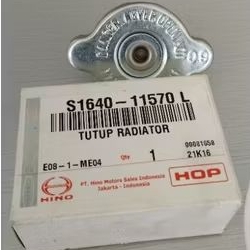 S1640-11570 L
TUTUP RADIATOR
00031650
E08-1-ME04
Qty
1
21K16
HINO
PT. Hino Motors Sales Indonesia
Jakarta - Indonesia
HOP